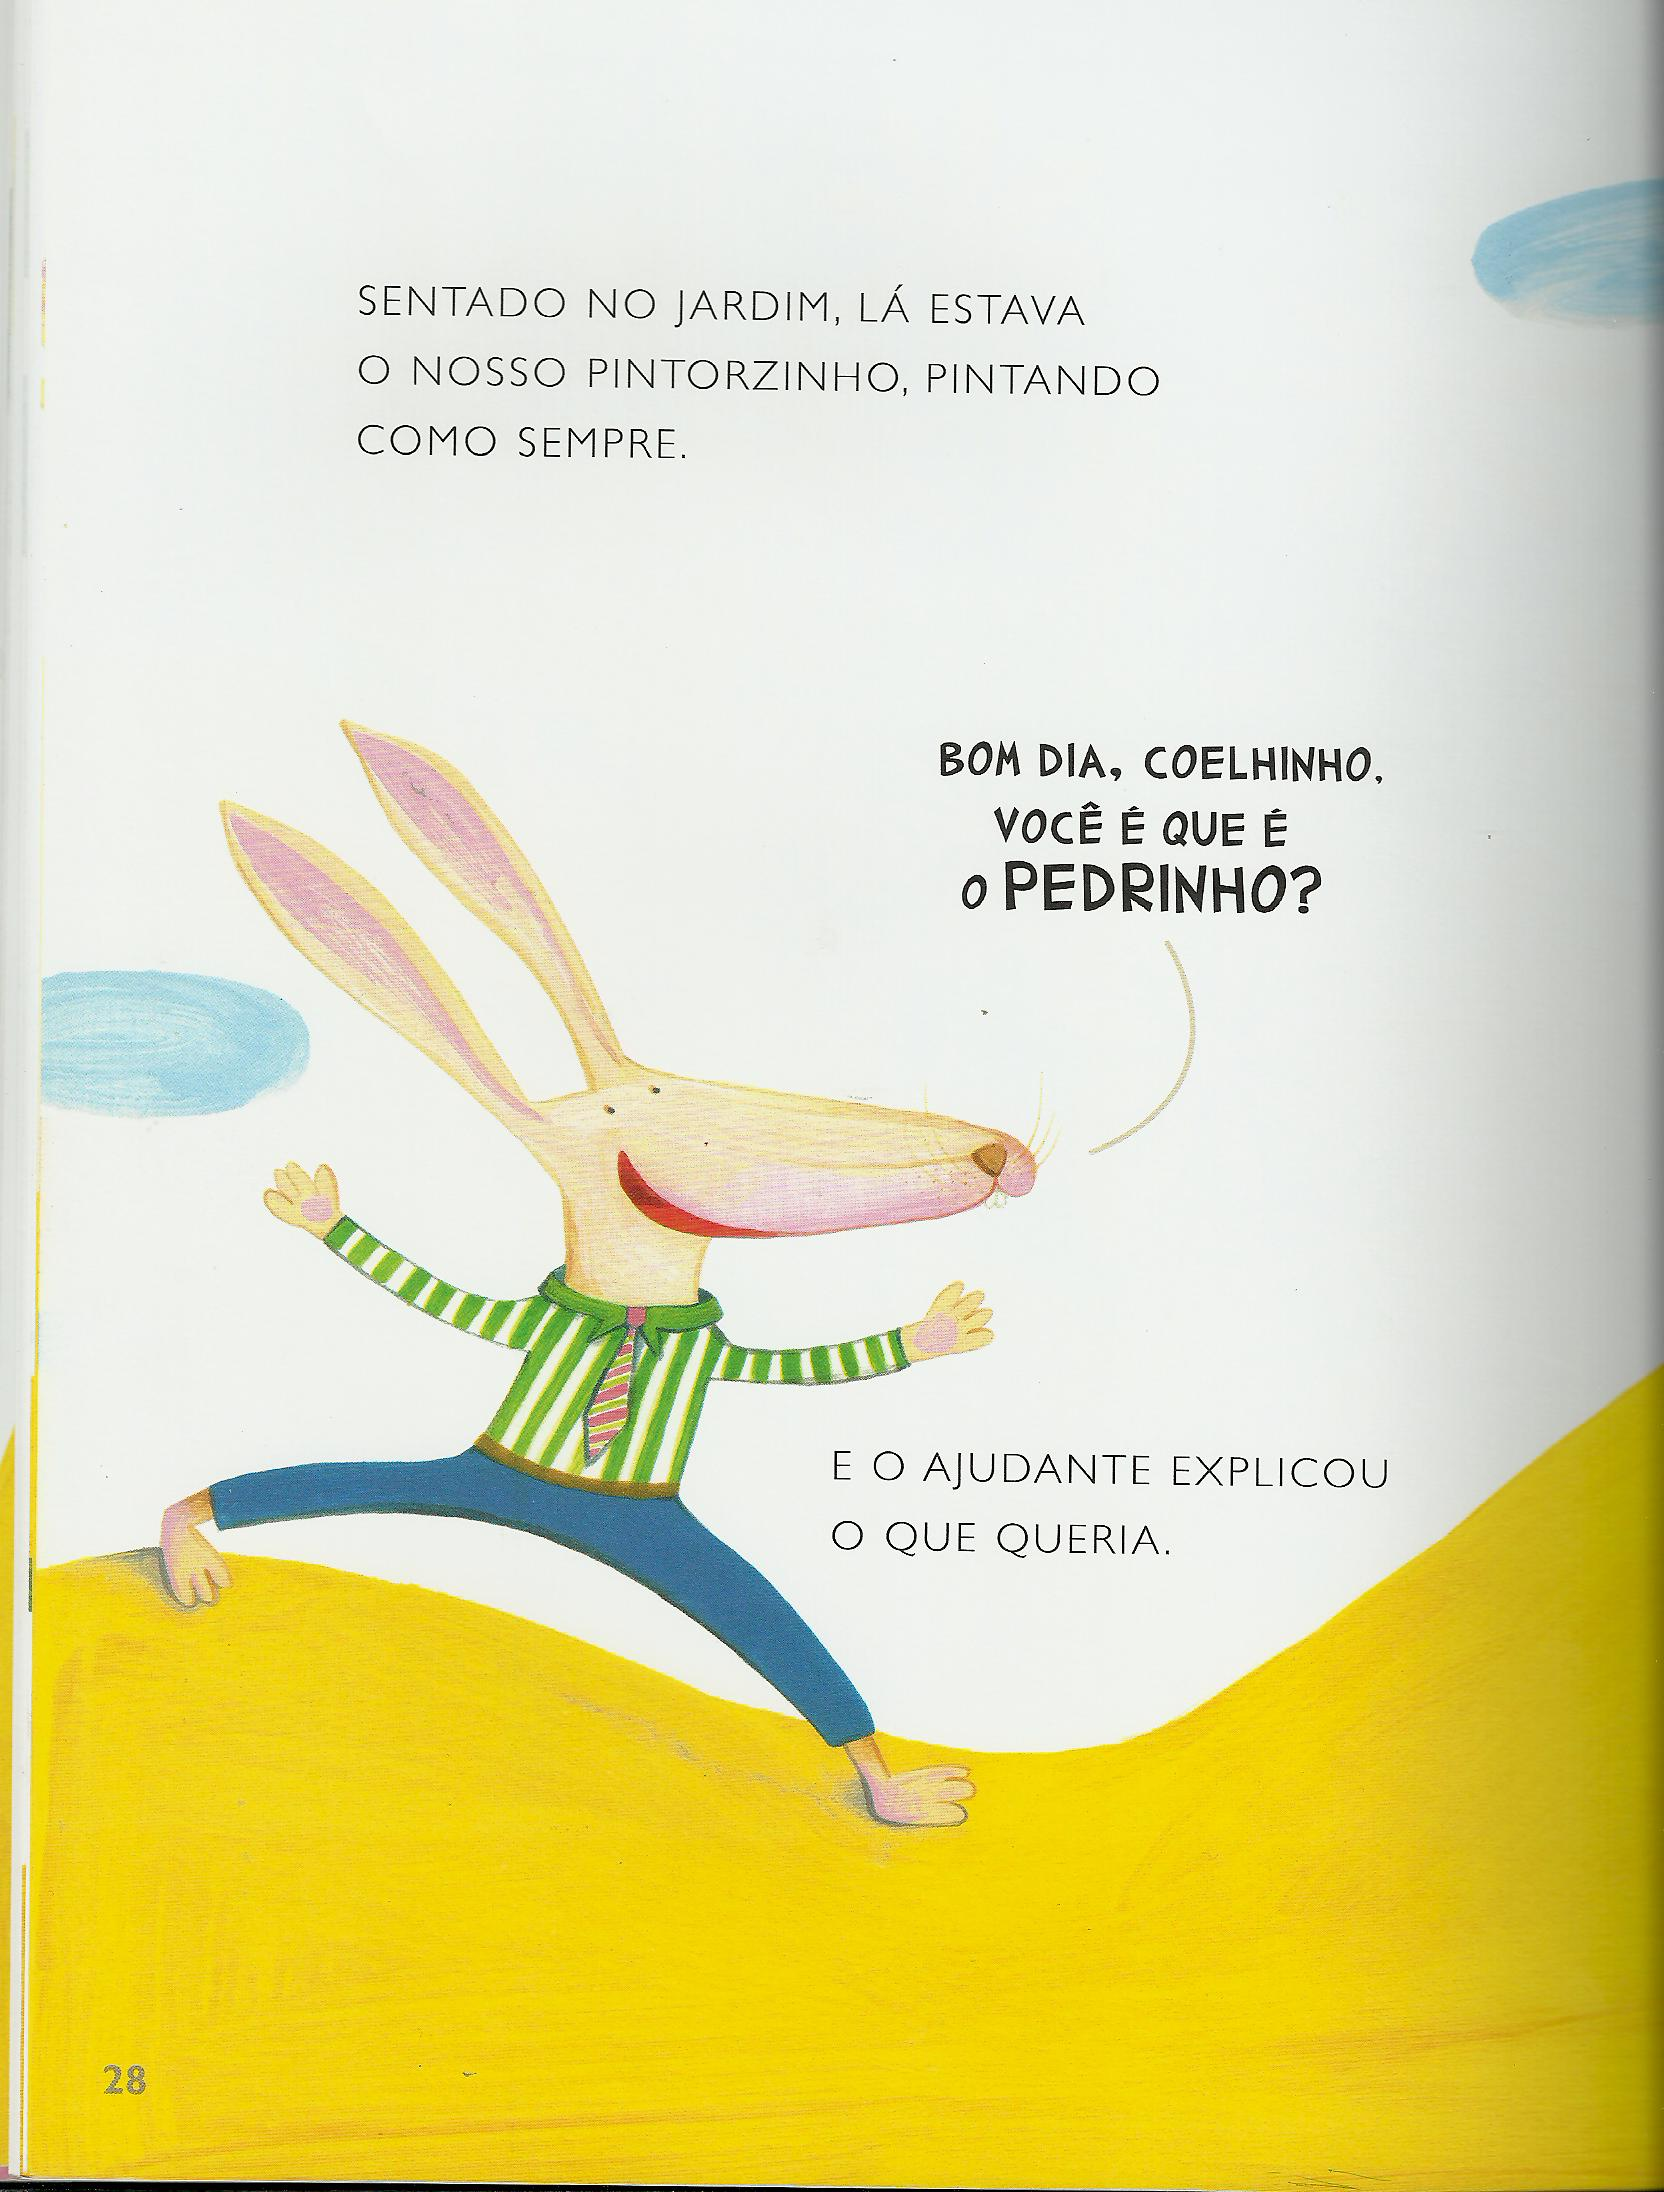 SENTADO NO JARDIM, LÁ ESTAVA
O NOSSO PINTORZINHO, PINTANDO
COMO SEMPRE.
BOM DIA, COELHINHO.
VOCÊ É QUE É
O PEDRINHO?
E O AJUDANTE EXPLICOU
O QUE QUERIA.
28